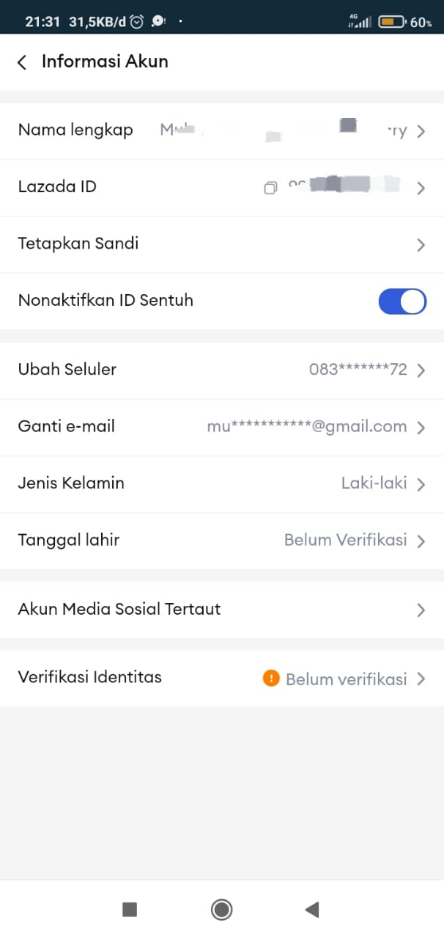 21:31 31,5KB/d
4G
60%
Informasi Akun
Nama lengkap
Lazada ID
Tetapkan Sandi
Nonaktifkan ID Sentuh
Ubah Seluler 083*******72
Ganti e-mail mu***********@gmail.com
Jenis Kelamin Laki-laki
Tanggal lahir Belum Verifikasi
Akun Media Sosial Tertaut
Verifikasi Identitas Belum verifikasi